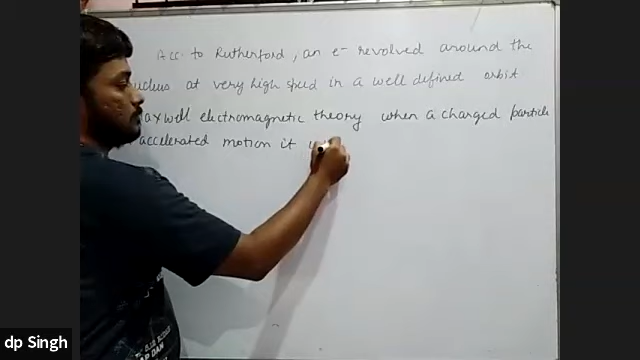 Acc. to Rutherford, an e- revolved around the
nucleus at very high speed in a well defined orbit
axwell electromagnetic theory when a charged particle
accelerated motion it
dp Singh